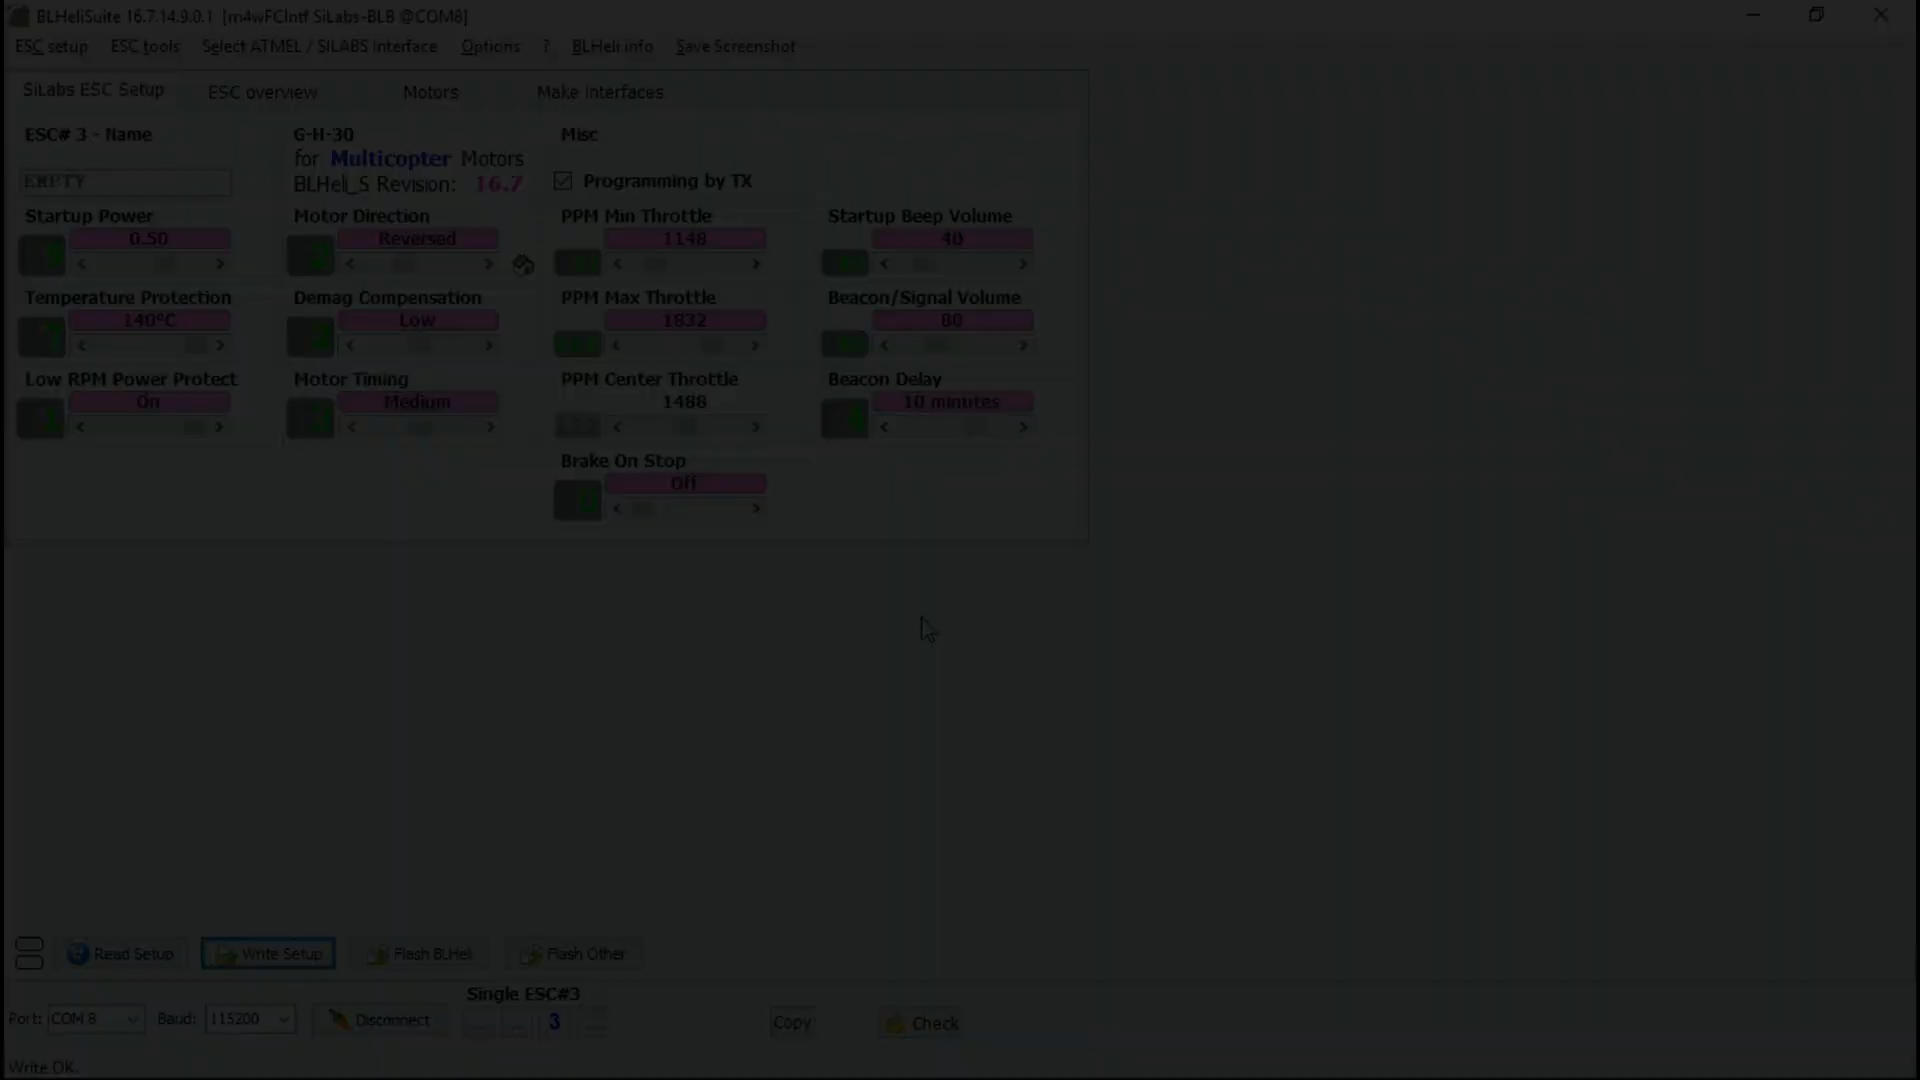 BLHeliSuite 16.7.14.9.0.1 [m4wFCIntf SiLabs-BLB @COM8]
ESC setup ESC tools Select ATMEL / SILABS Interface Options ? BLHeli info Save Screenshot
SiLabs ESC Setup ESC overview Motors Make interfaces
ESC# 3 - Name G-H-30 Misc
for Multicopter Motors
EMPTY BLHeli_S Revision: 16.7 Programming by TX
Startup Power Motor Direction PPM Min Throttle Startup Beep Volume
0.50 Reversed 1148 40
Temperature Protection Demag Compensation PPM Max Throttle Beacon/Signal Volume
140°C Low 1832 80
Low RPM Power Protect Motor Timing PPM Center Throttle Beacon Delay
On Medium 1488 10 minutes
Brake On Stop
Off
Read Setup Write Setup Flash BLHeli Flash Other
Single ESC#3
Port: COM 8 Baud: 115200 Disconnect 3 Copy Check
Write OK.